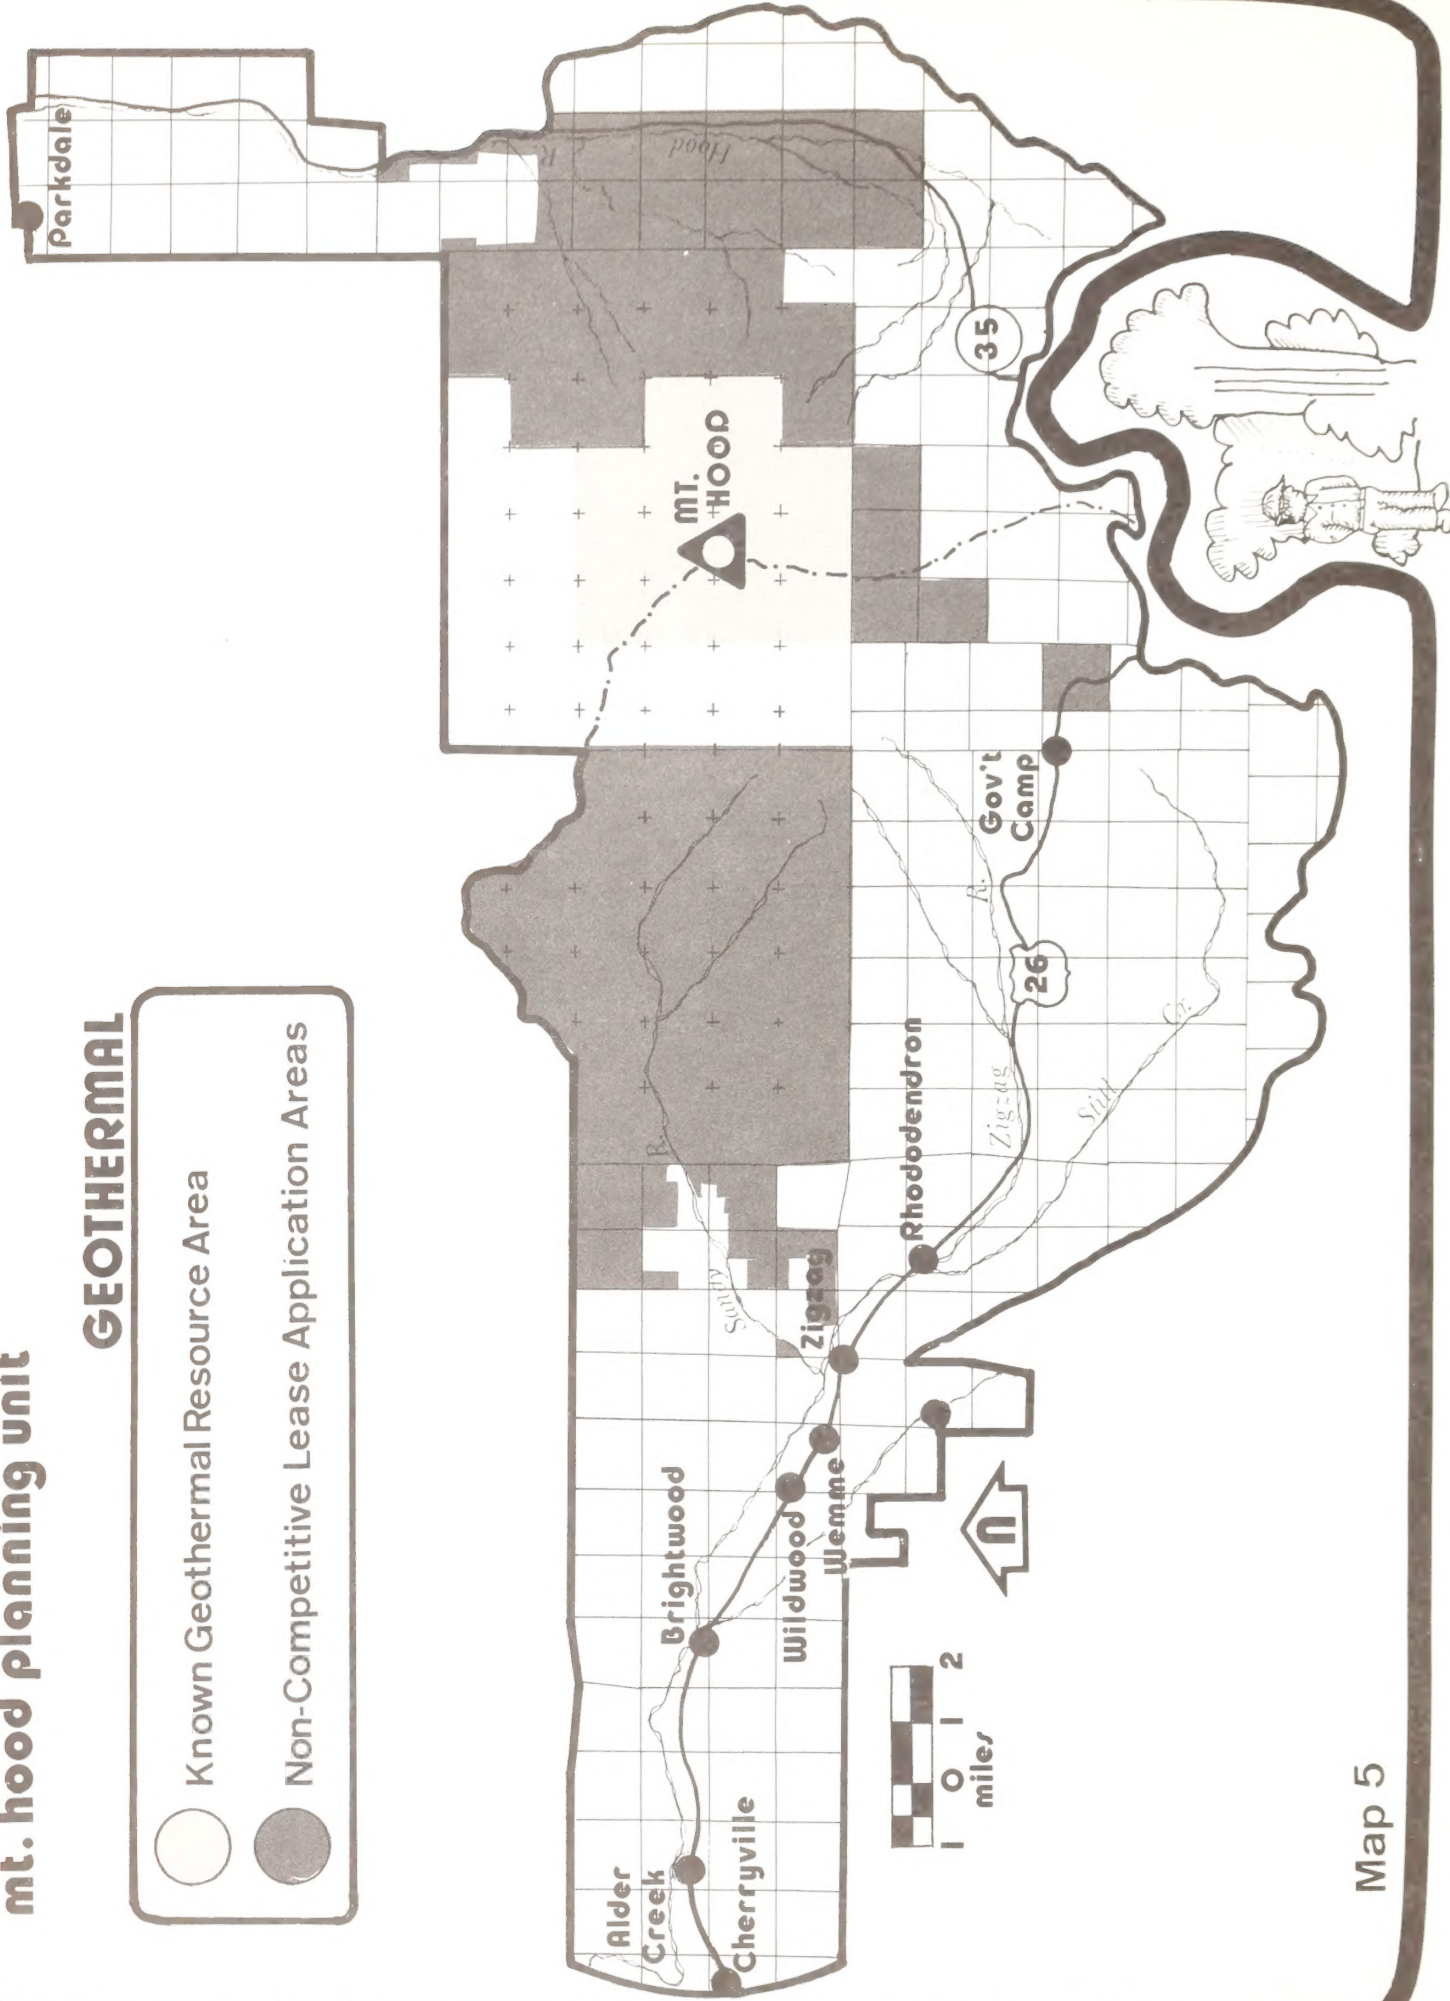 mt. hood planning unit
GEOTHERMAL
Known Geothermal Resource Area
Non-Competitive Lease Application Areas
Parkdale
R.
Hood
MT.
HOOD
35
Gov't
Camp
R.
26
Zigzag
Still
Cr.
Rhododendron
R.
Sandy
Zigzag
Wemme
Wildwood
Brightwood
Alder
Creek
Cherryville
n
1 0 1 2
miles
Map 5